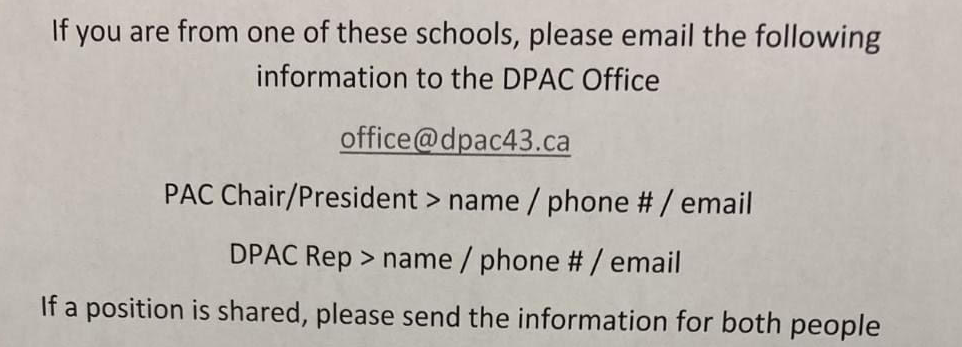 If you are from one of these schools, please email the following
information to the DPAC Office
office@dpac43.ca
PAC Chair/President > name / phone # / email
DPAC Rep > name / phone # / email
If a position is shared, please send the information for both people